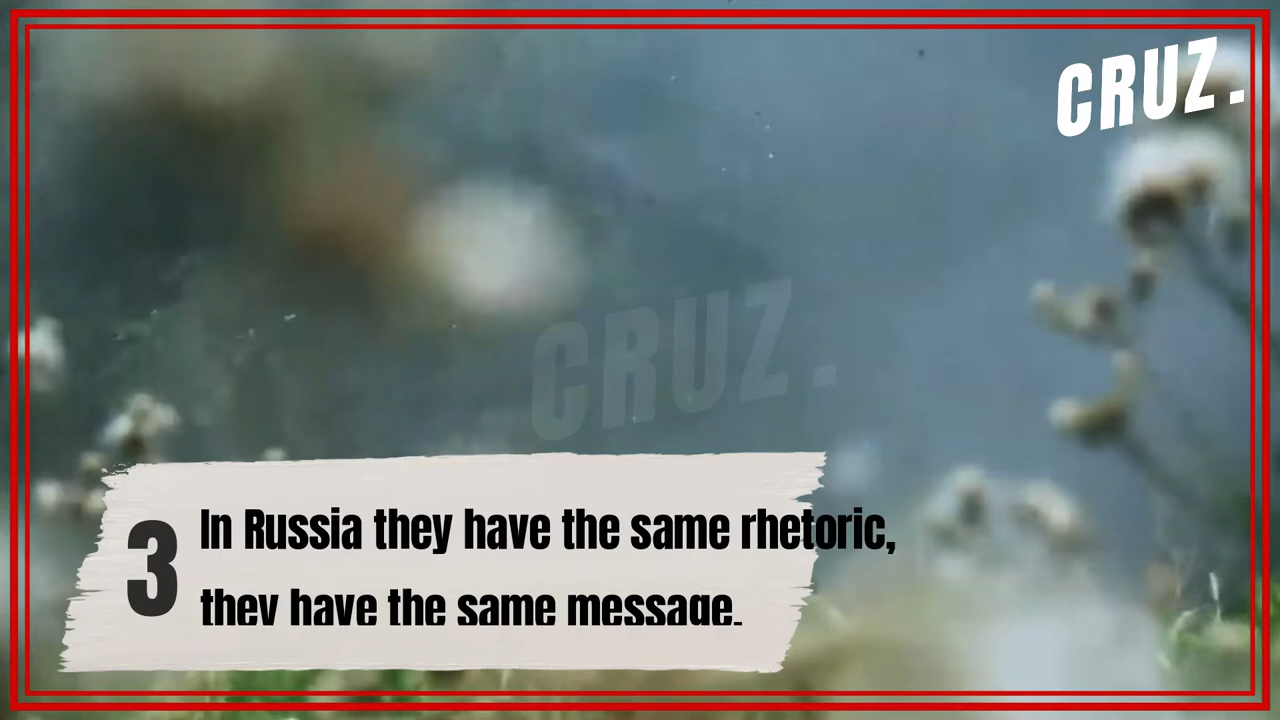 CRUZ.
CRUZ.
3
In Russia they have the same rhetoric,
they have the same message.